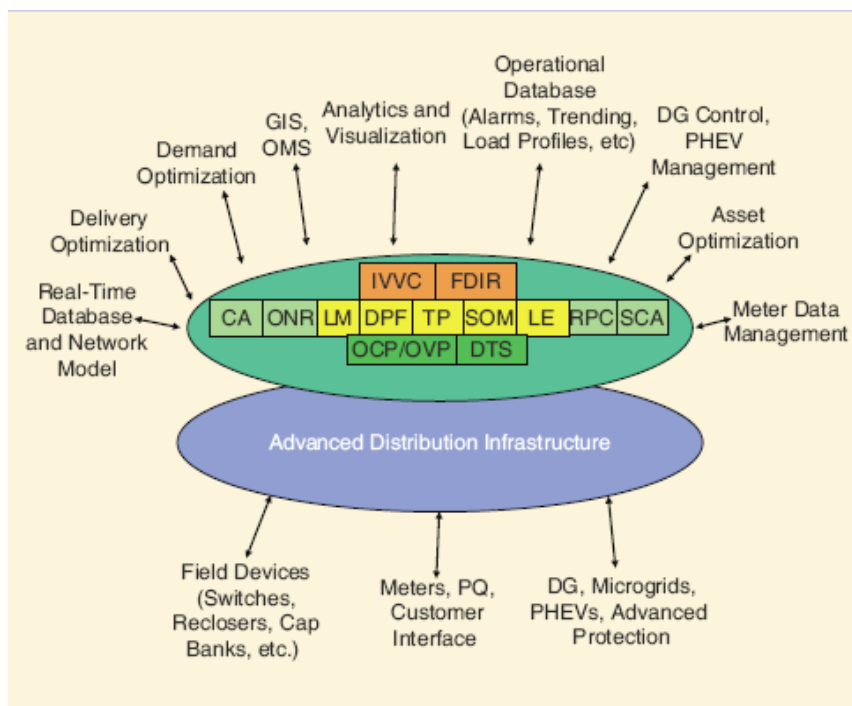 Operational
Database
(Alarms, Trending,
Load Profiles, etc)
Analytics and
Visualization
GIS,
OMS
DG Control,
PHEV
Management
Demand
Optimization
Delivery
Optimization
Asset
Optimization
Real-Time
Database
and Network
Model
Meter Data
Management
IVVC FDIR
CA ONR LM DPF TP SOM LE RPC SCA
OCP/OVP DTS
Advanced Distribution Infrastructure
Field Devices
(Switches,
Reclosers, Cap
Banks, etc.)
Meters, PQ,
Customer
Interface
DG, Microgrids,
PHEVs, Advanced
Protection